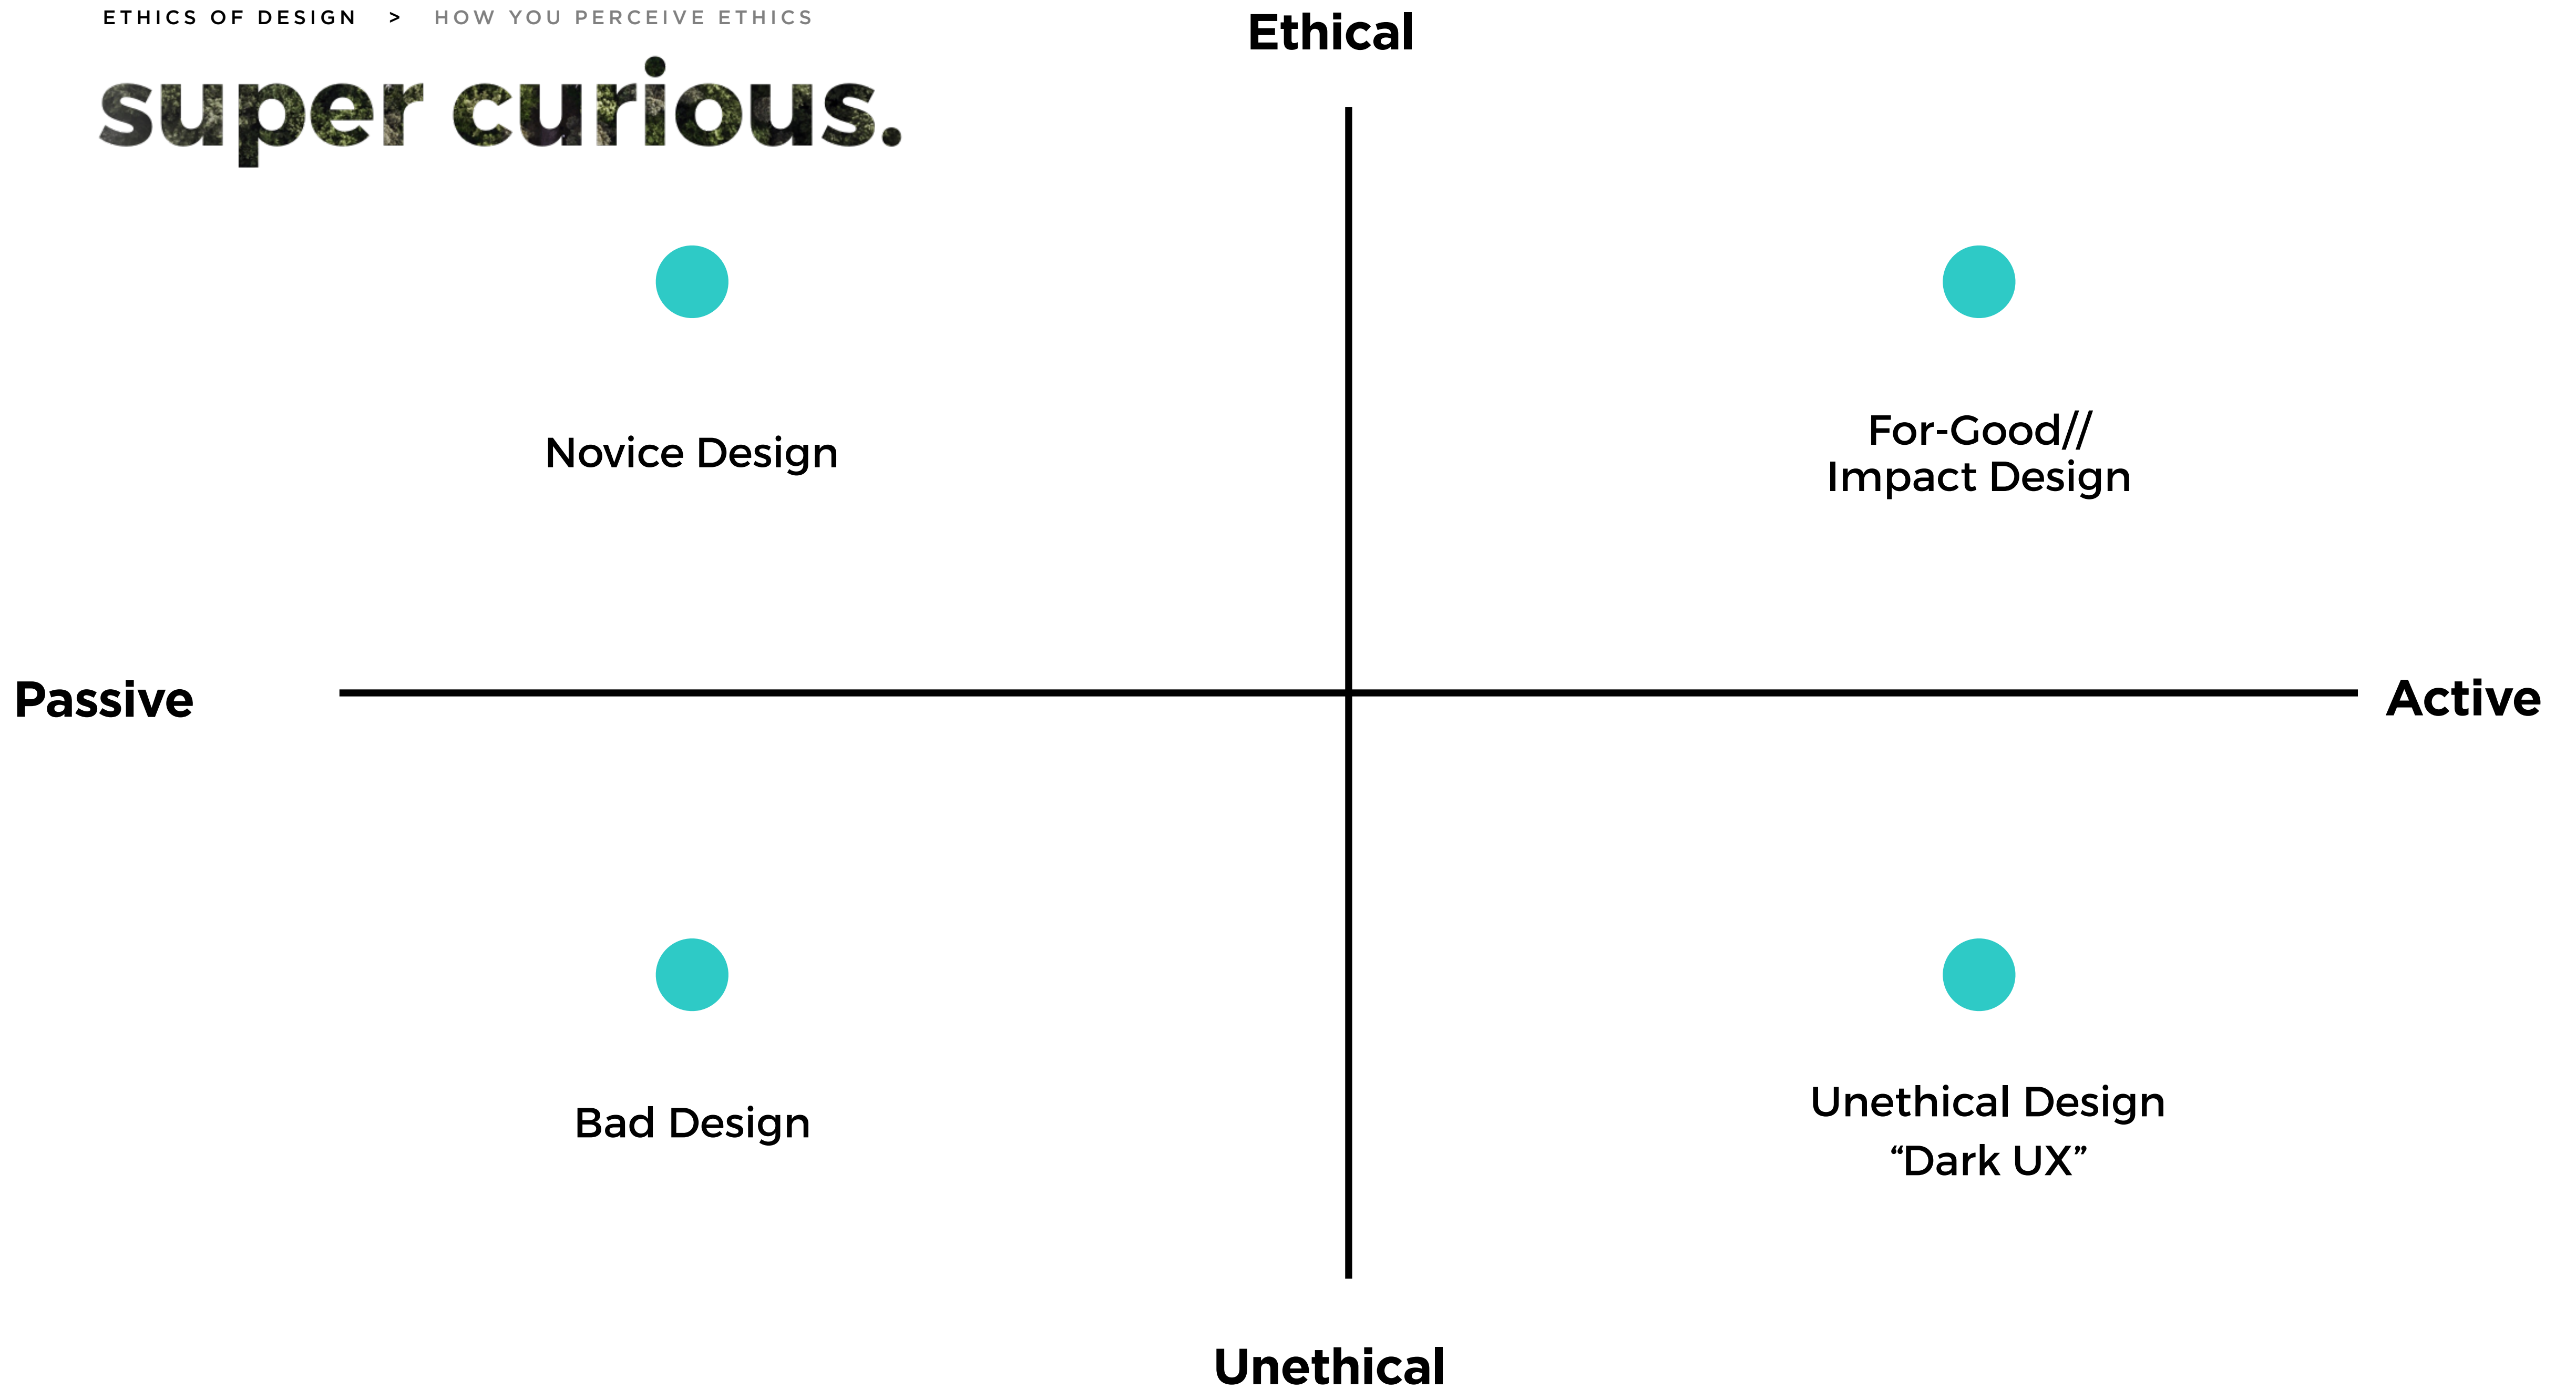 ETHICS OF DESIGN > HOW YOU PERCEIVE ETHICS
super curious.
Ethical
Novice Design
For-Good//
Impact Design
Passive
Active
Bad Design
Unethical Design
“Dark UX”
Unethical